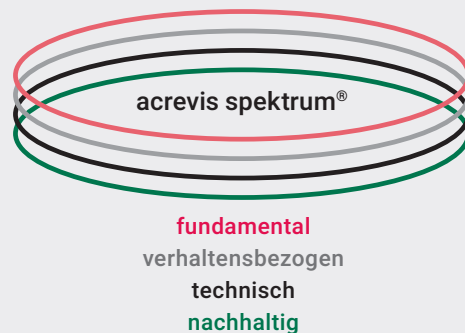 acrevis spektrum®
fundamental
verhaltensbezogen
technisch
nachhaltig